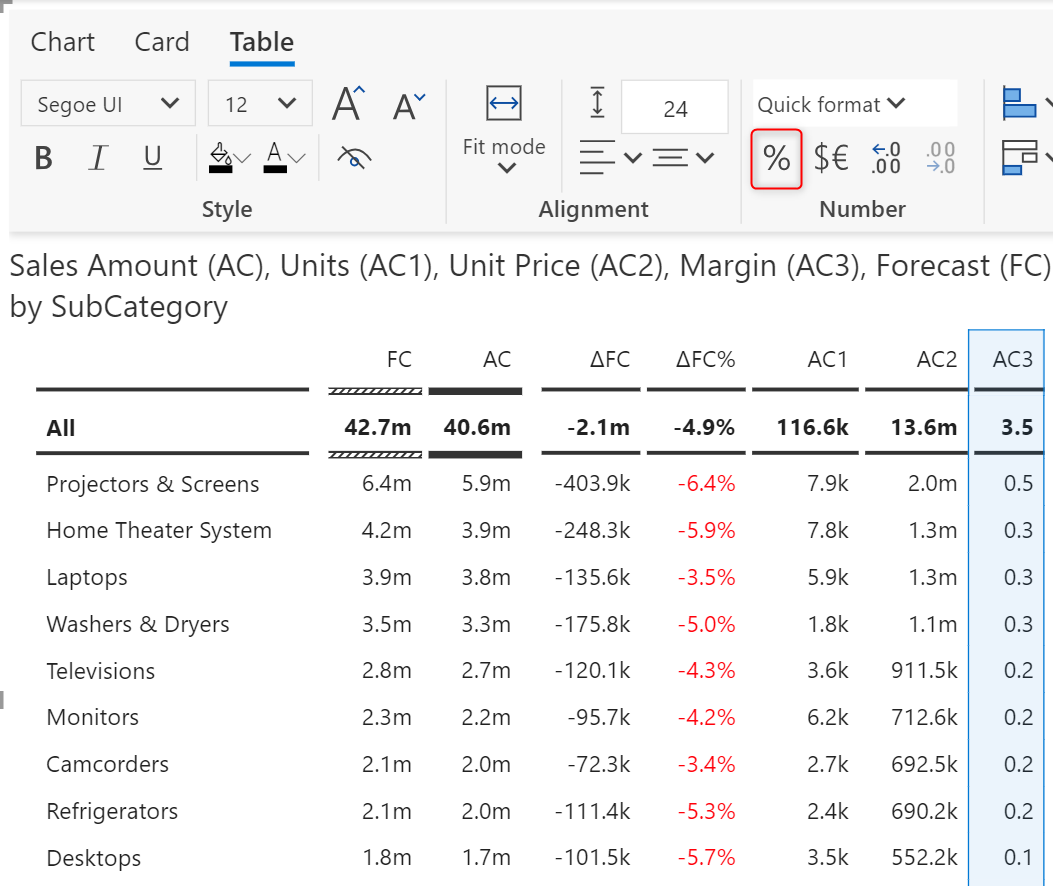 Chart Card Table
Segoe UI 12 24 Quick format
B I U A Fit mode % $€ .0 .00 .00 .0
Style Alignment Number
Sales Amount (AC), Units (AC1), Unit Price (AC2), Margin (AC3), Forecast (FC)
by SubCategory
FC AC ΔFC ΔFC% AC1 AC2 AC3
All 42.7m 40.6m -2.1m -4.9% 116.6k 13.6m 3.5
Projectors & Screens 6.4m 5.9m -403.9k -6.4% 7.9k 2.0m 0.5
Home Theater System 4.2m 3.9m -248.3k -5.9% 7.8k 1.3m 0.3
Laptops 3.9m 3.8m -135.6k -3.5% 5.9k 1.3m 0.3
Washers & Dryers 3.5m 3.3m -175.8k -5.0% 1.8k 1.1m 0.3
Televisions 2.8m 2.7m -120.1k -4.3% 3.6k 911.5k 0.2
Monitors 2.3m 2.2m -95.7k -4.2% 6.2k 712.6k 0.2
Camcorders 2.1m 2.0m -72.3k -3.4% 2.7k 692.5k 0.2
Refrigerators 2.1m 2.0m -111.4k -5.3% 2.4k 690.2k 0.2
Desktops 1.8m 1.7m -101.5k -5.7% 3.5k 552.2k 0.1